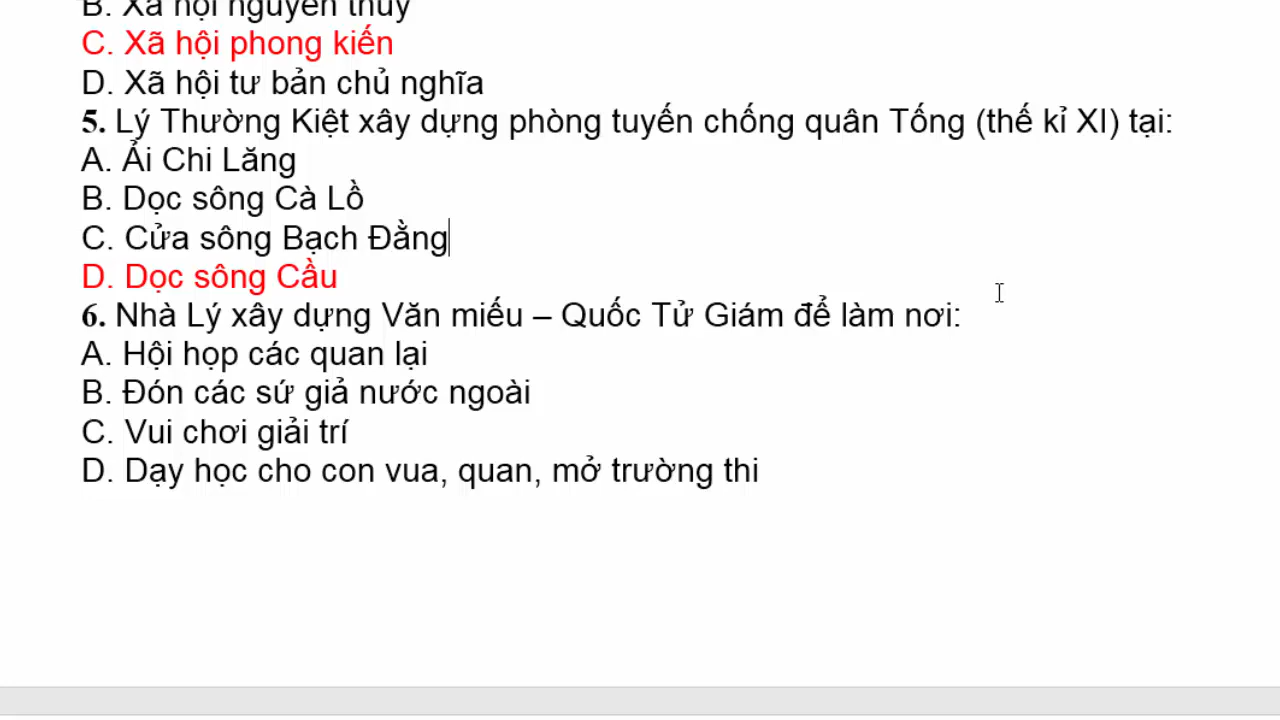 B. Xã hội nguyên thủy
C. Xã hội phong kiến
D. Xã hội tư bản chủ nghĩa
5. Lý Thường Kiệt xây dựng phòng tuyến chống quân Tống (thế kỉ XI) tại:
A. Ải Chi Lăng
B. Dọc sông Cà Lồ
C. Cửa sông Bạch Đằng
D. Dọc sông Cầu
6. Nhà Lý xây dựng Văn miếu – Quốc Tử Giám để làm nơi:
A. Hội họp các quan lại
B. Đón các sứ giả nước ngoài
C. Vui chơi giải trí
D. Dạy học cho con vua, quan, mở trường thi